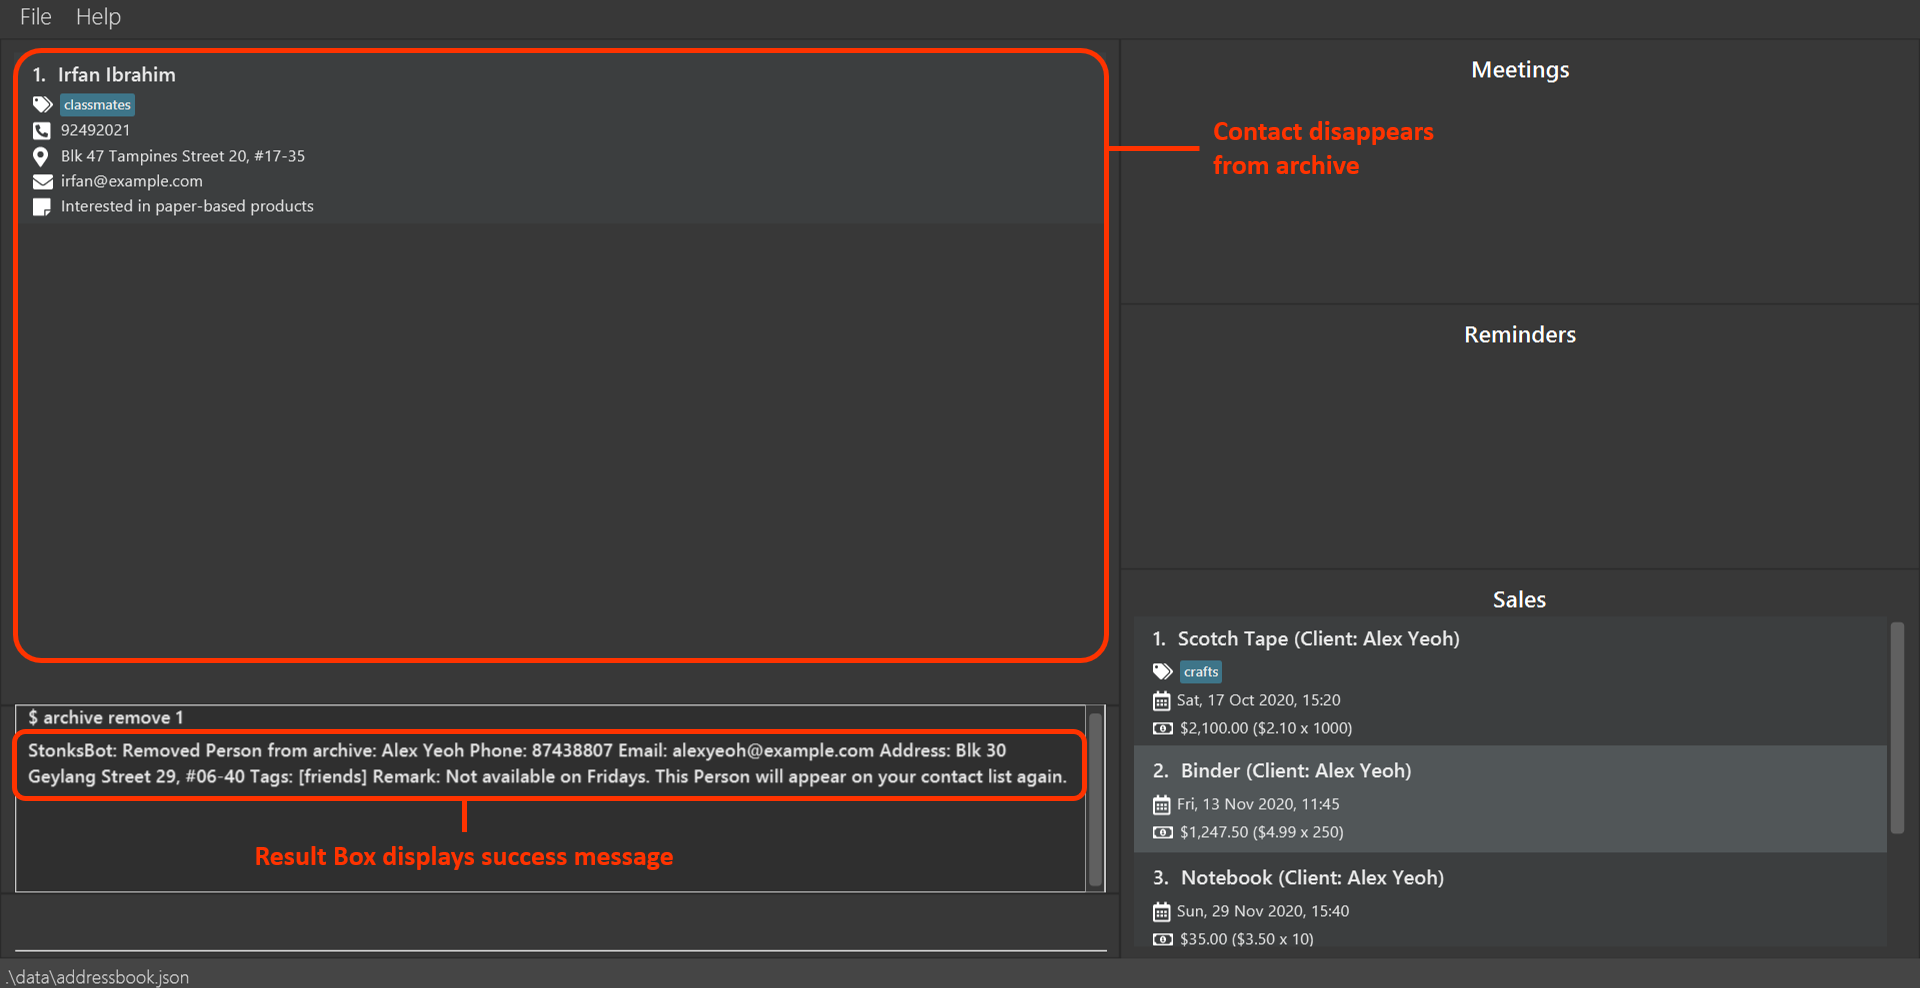 File Help
1. Irfan Ibrahim
classmates
92492021
Blk 47 Tampines Street 20, #17-35
irfan@example.com
Interested in paper-based products
$ archive remove 1
StonksBot: Removed Person from archive: Alex Yeoh Phone: 87438807 Email: alexyeoh@example.com Address: Blk 30
Geylang Street 29, #06-40 Tags: [friends] Remark: Not available on Fridays. This Person will appear on your contact list again.
Result Box displays success message
Meetings
Contact disappears
from archive
Reminders
Sales
1. Scotch Tape (Client: Alex Yeoh)
crafts
Sat, 17 Oct 2020, 15:20
$2,100.00 ($2.10 x 1000)
2. Binder (Client: Alex Yeoh)
Fri, 13 Nov 2020, 11:45
$1,247.50 ($4.99 x 250)
3. Notebook (Client: Alex Yeoh)
Sun, 29 Nov 2020, 15:40
$35.00 ($3.50 x 10)
.\data\addressbook.json